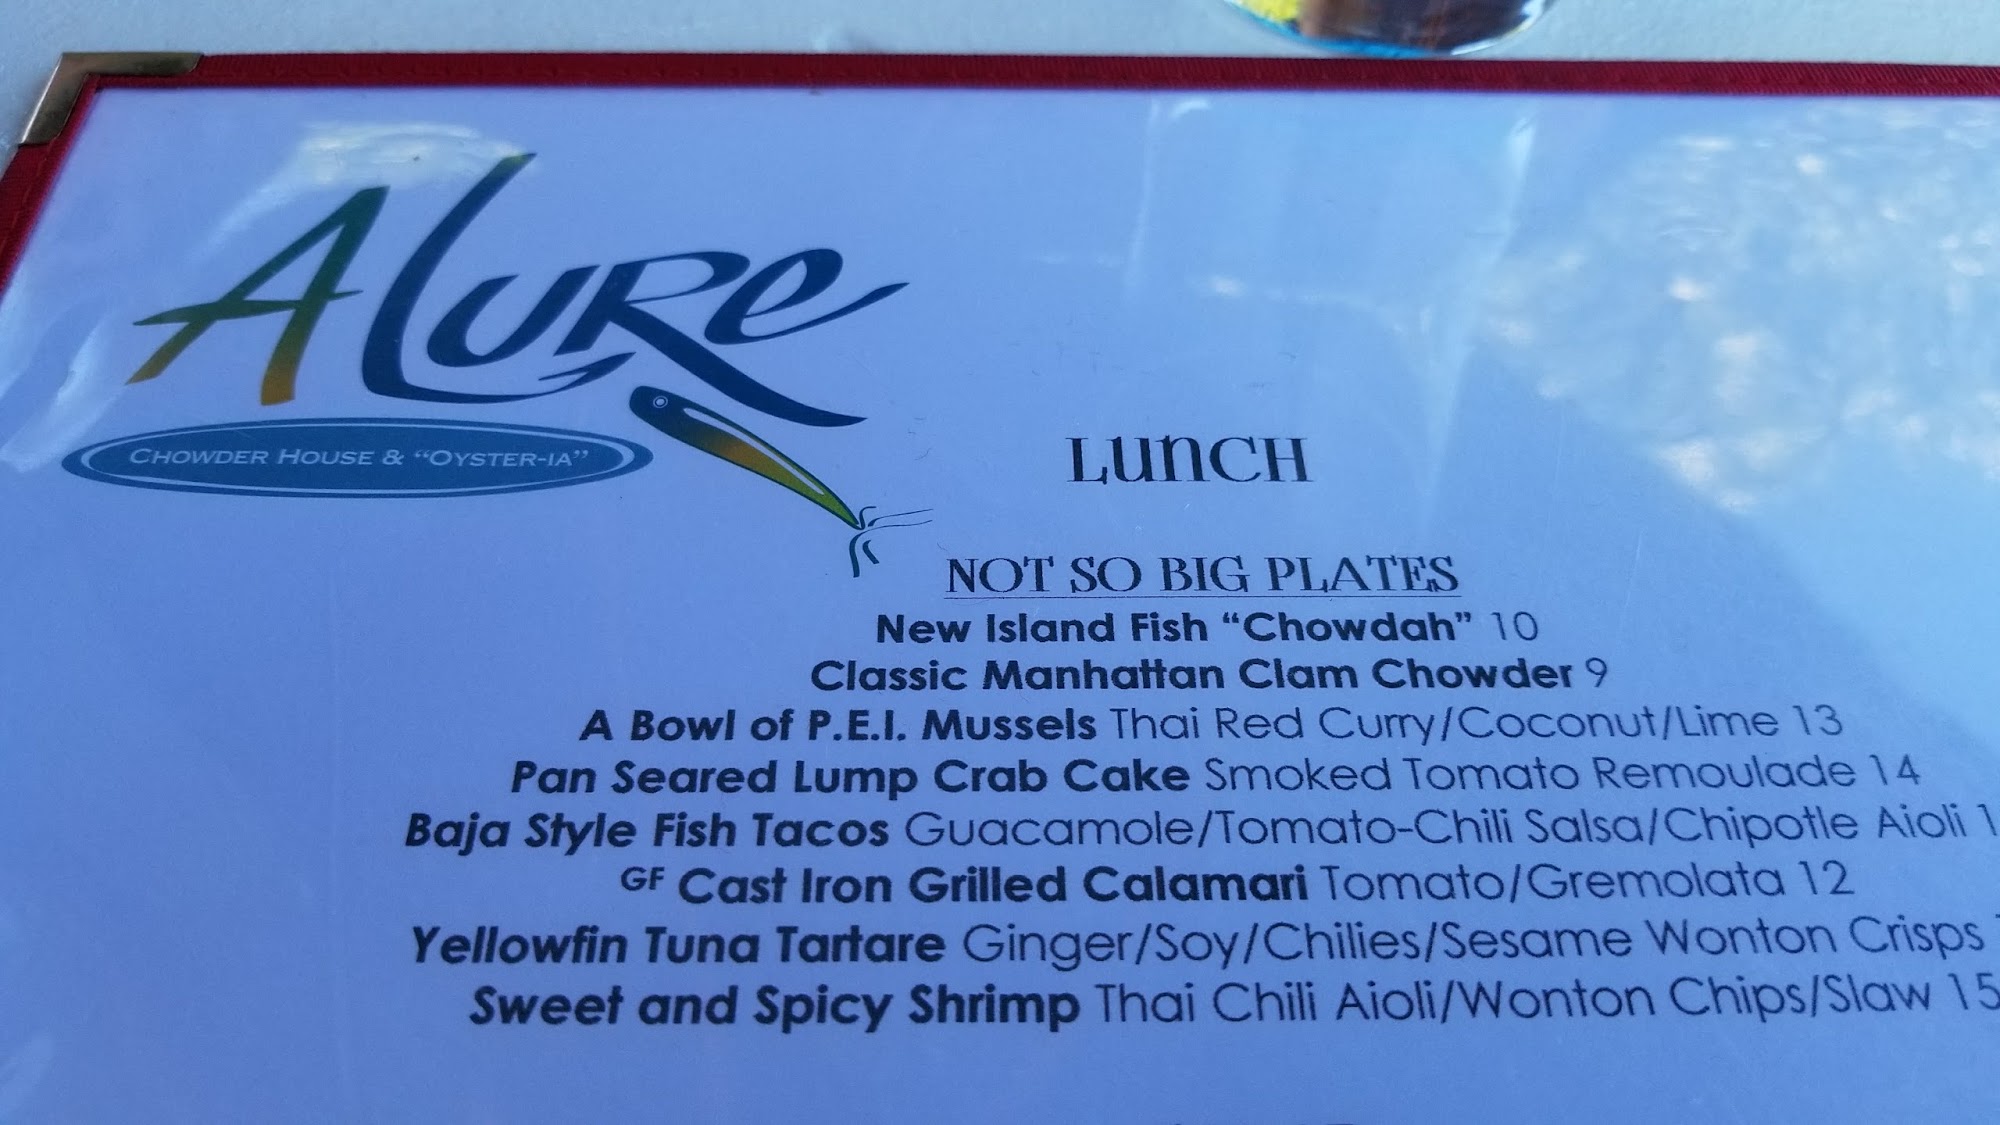 ALURE
CHOWDER HOUSE & “OYSTER-IA”
LUNCH
NOT SO BIG PLATES
New Island Fish “Chowdah” 10
Classic Manhattan Clam Chowder 9
A Bowl of P.E.I. Mussels Thai Red Curry/Coconut/Lime 13
Pan Seared Lump Crab Cake Smoked Tomato Remoulade 14
Baja Style Fish Tacos Guacamole/Tomato-Chili Salsa/Chipotle Aioli
GF Cast Iron Grilled Calamari Tomato/Gremolata 12
Yellowfin Tuna Tartare Ginger/Soy/Chilies/Sesame Wonton Crisps
Sweet and Spicy Shrimp Thai Chili Aioli/Wonton Chips/Slaw 15